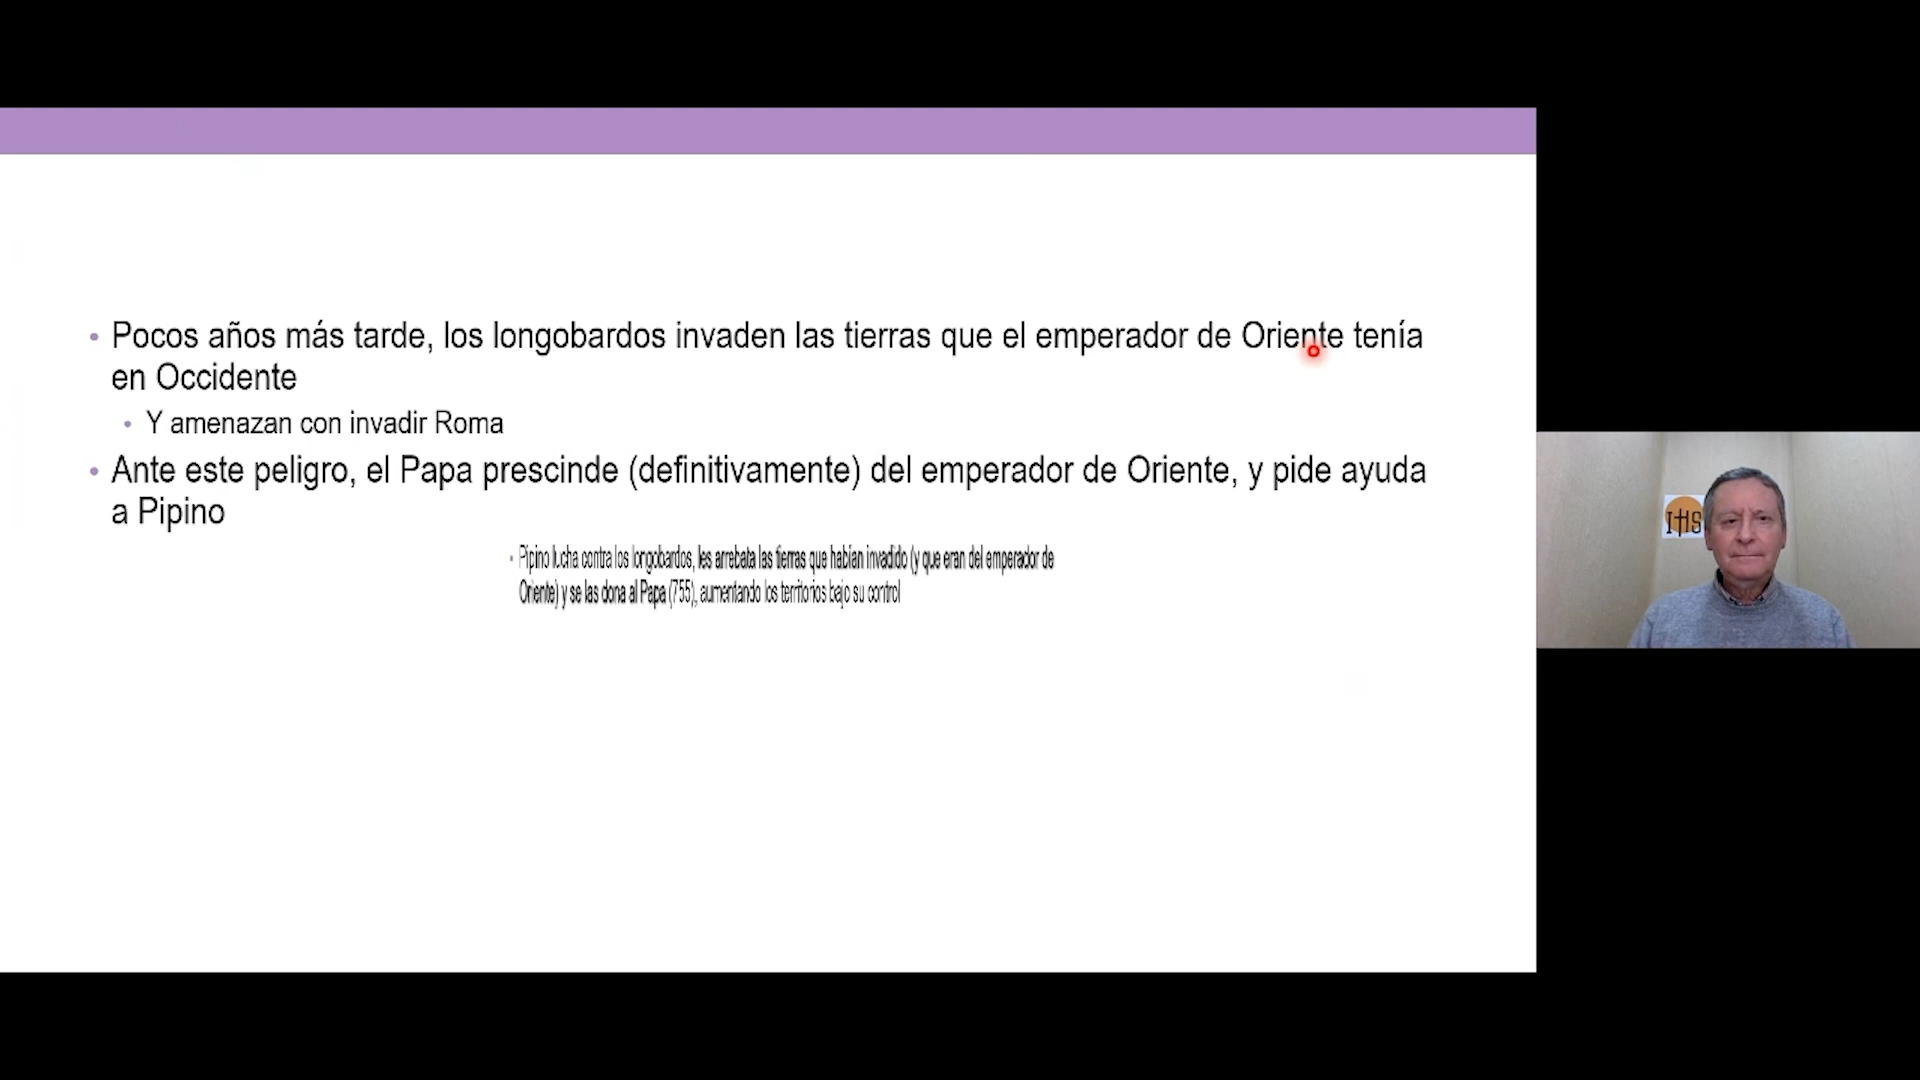 • Pocos años más tarde, los longobardos invaden las tierras que el emperador de Oriente tenía
en Occidente
• Y amenazan con invadir Roma
• Ante este peligro, el Papa prescinde (definitivamente) del emperador de Oriente, y pide ayuda
a Pipino
• Pipino lucha contra los longobardos, les arrebata las tierras que habían invadido (y que eran del emperador de
Oriente) y se las dona al Papa (755), aumentando los territorios bajo su control
IHS